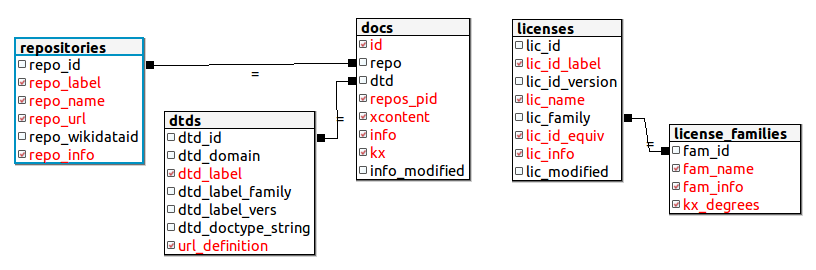 repositories
repo_id
repo_label
repo_name
repo_url
repo_wikidataid
repo_info
=
dtds
dtd_id
dtd_domain
dtd_label
dtd_label_family
dtd_label_vers
dtd_doctype_string
url_definition
=
docs
id
repo
dtd
repos_pid
xcontent
info
kx
info_modified
licenses
lic_id
lic_id_label
lic_id_version
lic_name
lic_family
lic_id_equiv
lic_info
lic_modified
=
license_families
fam_id
fam_name
fam_info
kx_degrees